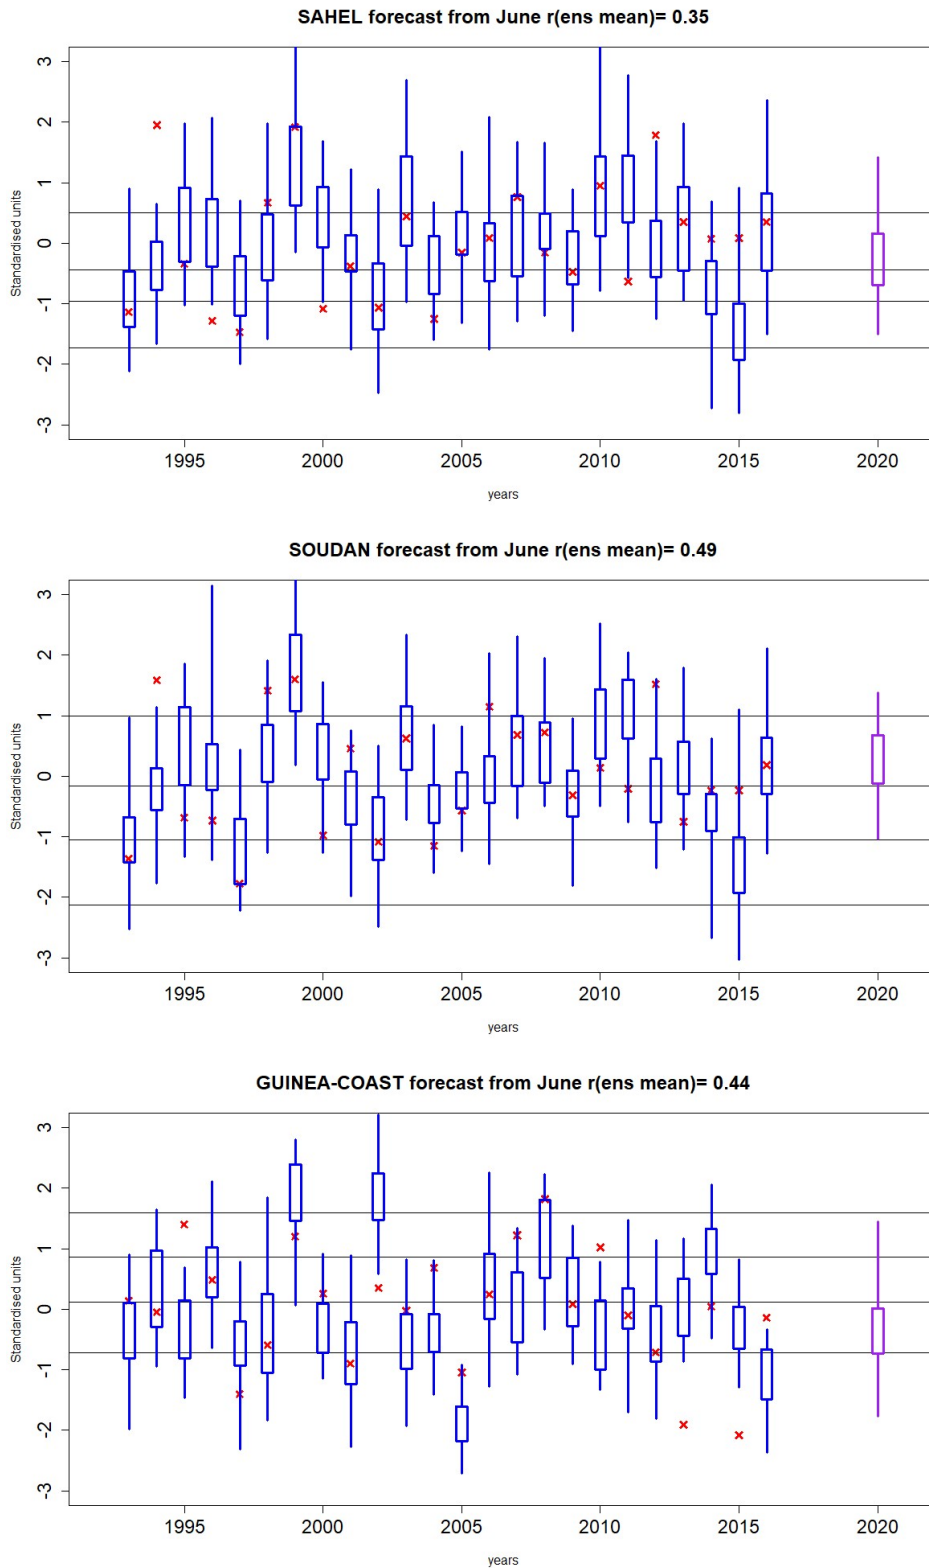 SAHEL forecast from June r(ens mean)= 0.35
Standardised units
3
2
1
0
-1
-2
-3
1995 2000 2005 2010 2015 2020
years
SOUDAN forecast from June r(ens mean)= 0.49
Standardised units
3
2
1
0
-1
-2
-3
1995 2000 2005 2010 2015 2020
years
GUINEA-COAST forecast from June r(ens mean)= 0.44
Standardised units
3
2
1
0
-1
-2
-3
1995 2000 2005 2010 2015 2020
years